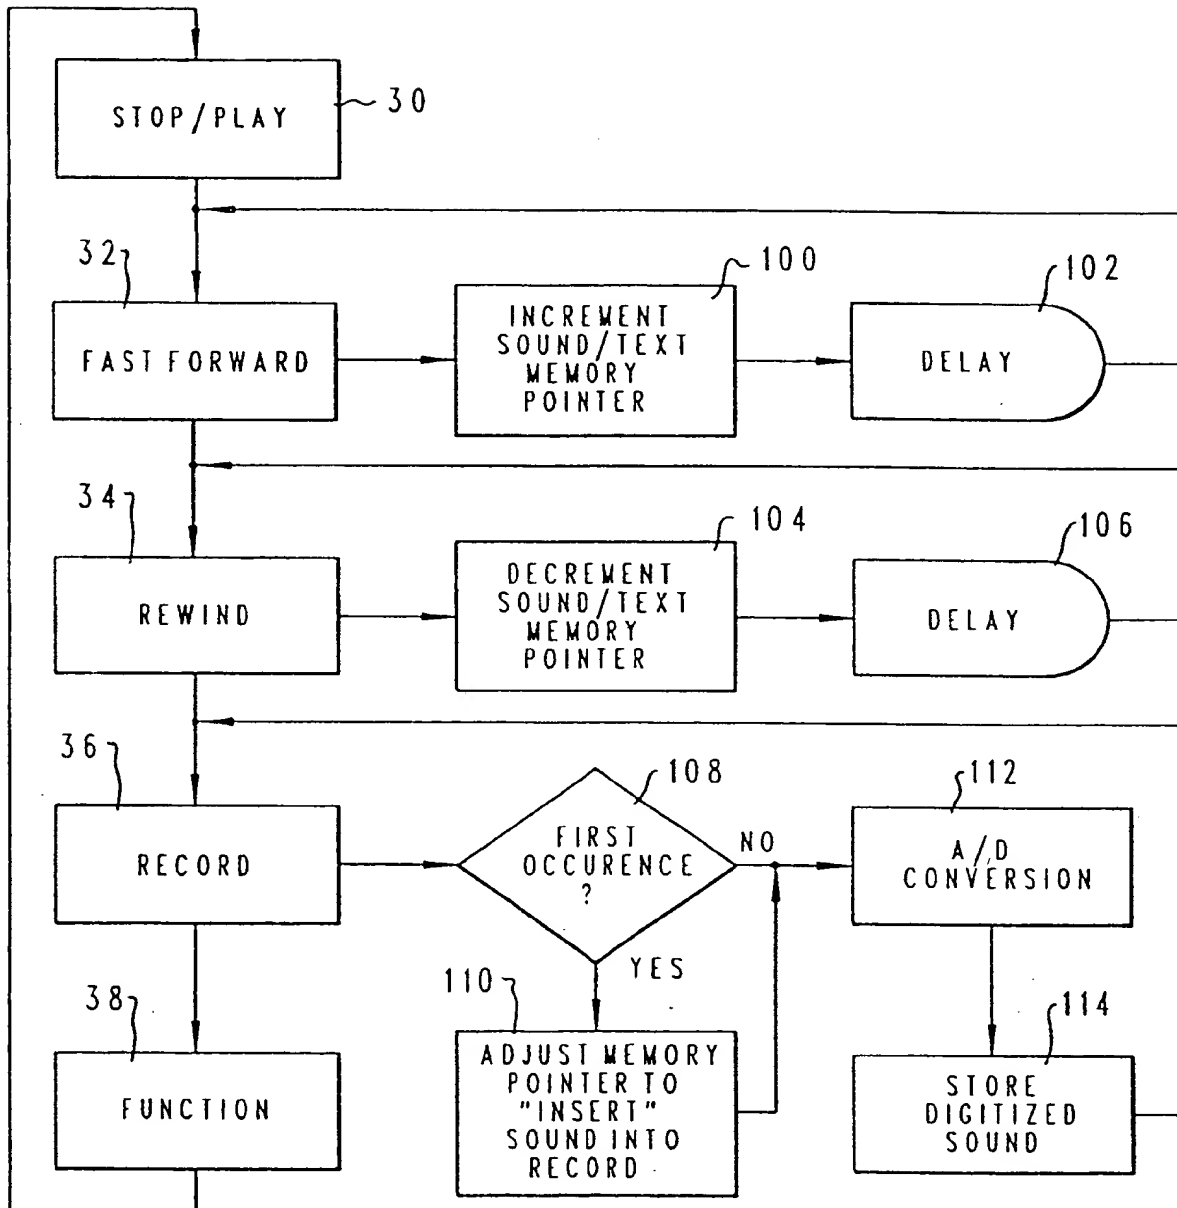 STOP/PLAY
30
32
FAST FORWARD
100
INCREMENT
SOUND/TEXT
MEMORY
POINTER
102
DELAY
34
REWIND
104
DECREMENT
SOUND/TEXT
MEMORY
POINTER
106
DELAY
36
RECORD
108
FIRST
OCCURENCE
?
NO
YES
112
A/D
CONVERSION
38
FUNCTION
110
ADJUST MEMORY
POINTER TO
"INSERT"
SOUND INTO
RECORD
114
STORE
DIGITIZED
SOUND